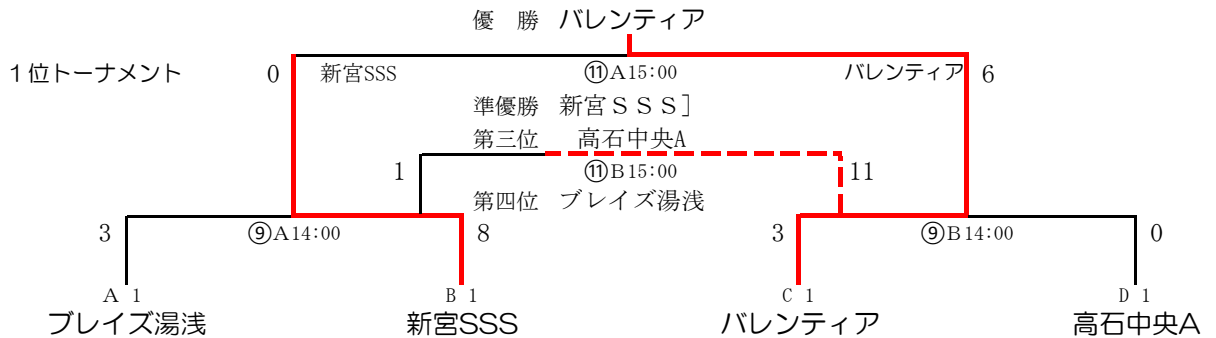 優　勝　バレンティア
１位トーナメント　0　新宮SSS　⑪A15:00　バレンティア　6
準優勝　新宮ＳＳＳ］
第三位　高石中央A
1　⑪B15:00　11
第四位　ブレイズ湯浅
3　⑨A14:00　8　3　⑨B14:00　0
A 1　B 1　C 1　D 1
ブレイズ湯浅　新宮SSS　バレンティア　高石中央A